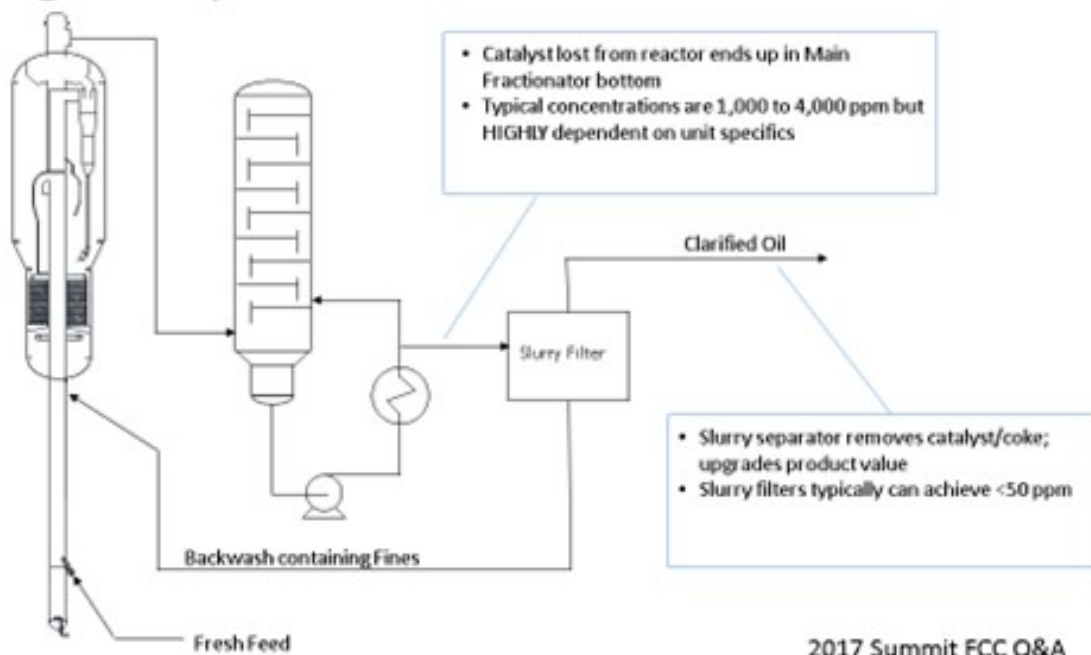 • Catalyst lost from reactor ends up in Main
Fractionator bottom
• Typical concentrations are 1,000 to 4,000 ppm but
HIGHLY dependent on unit specifics
Clarified Oil
Slurry Filter
• Slurry separator removes catalyst/coke;
upgrades product value
• Slurry filters typically can achieve <50 ppm
Backwash containing Fines
Fresh Feed
2017 Summit FCC Q&A